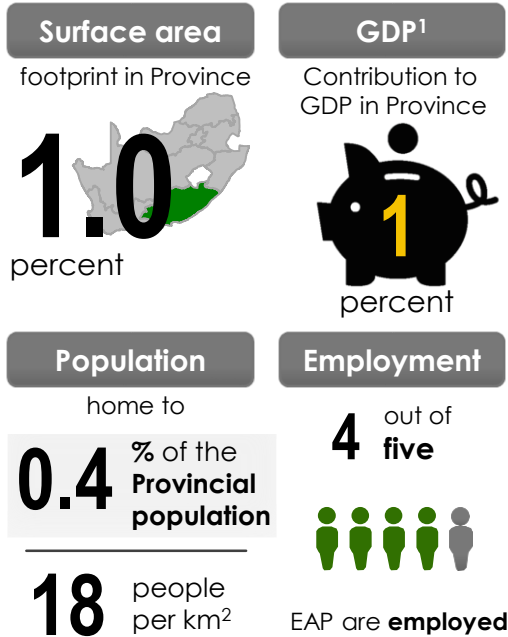 Surface area
footprint in Province
1.0
percent
GDP¹
Contribution to
GDP in Province
1
percent
Population
home to
0.4
% of the
Provincial
population
18
people
per km²
Employment
4
out of
five
EAP are employed